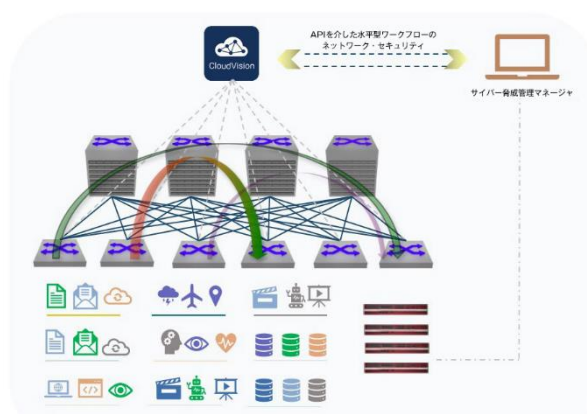 APIを介した水平型ワークフローの
ネットワーク・セキュリティ
CloudVision
サイバー脅威管理マネージャ